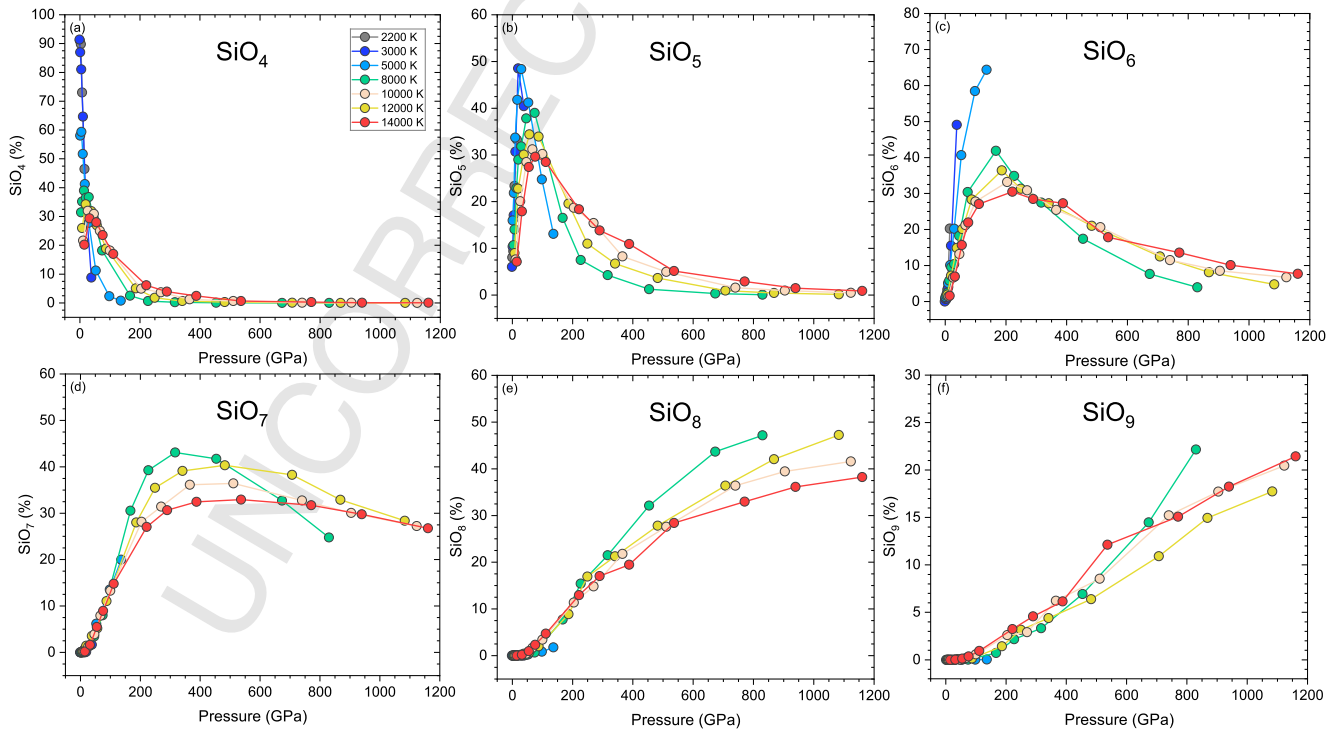 (a)
SiO₄
2200 K
3000 K
5000 K
8000 K
10000 K
12000 K
14000 K
100
90
80
70
60
50
40
30
20
10
0
SiO₄ (%)
0 200 400 600 800 1000 1200
Pressure (GPa)
(b)
SiO₅
60
50
40
30
20
10
0
SiO₅ (%)
0 200 400 600 800 1000 1200
Pressure (GPa)
(c)
SiO₆
80
70
60
50
40
30
20
10
0
SiO₆ (%)
0 200 400 600 800 1000 1200
Pressure (GPa)
(d)
SiO₇
60
50
40
30
20
10
0
SiO₇ (%)
0 200 400 600 800 1000 1200
Pressure (GPa)
(e)
SiO₈
60
50
40
30
20
10
0
SiO₈ (%)
0 200 400 600 800 1000 1200
Pressure (GPa)
(f)
SiO₉
30
25
20
15
10
5
0
SiO₉ (%)
0 200 400 600 800 1000 1200
Pressure (GPa)
UNCORREC